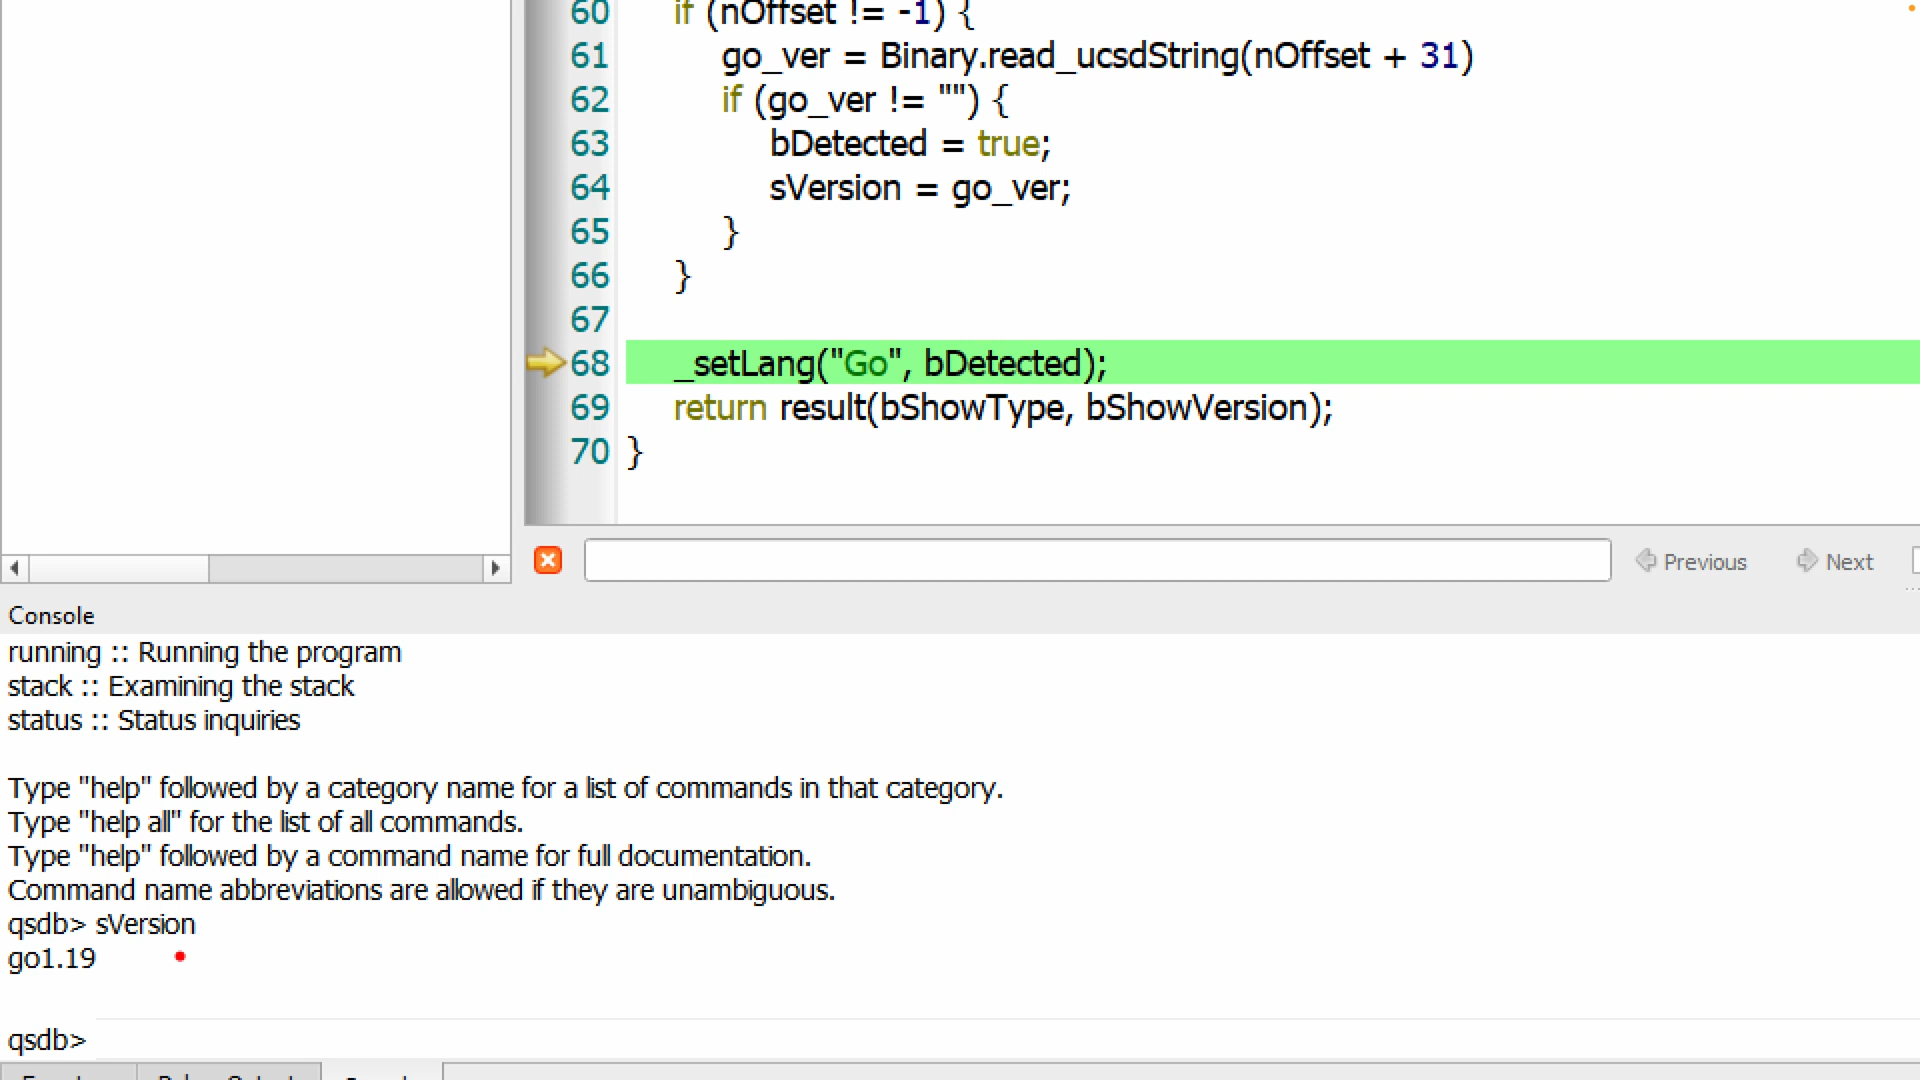 60 if (nOffset != -1) {
61 go_ver = Binary.read_ucsdString(nOffset + 31)
62 if (go_ver != "") {
63 bDetected = true;
64 sVersion = go_ver;
65 }
66 }
67
68 _setLang("Go", bDetected);
69 return result(bShowType, bShowVersion);
70 }
Previous Next
Console
running :: Running the program
stack :: Examining the stack
status :: Status inquiries
Type "help" followed by a category name for a list of commands in that category.
Type "help all" for the list of all commands.
Type "help" followed by a command name for full documentation.
Command name abbreviations are allowed if they are unambiguous.
qsdb> sVersion
go1.19
qsdb>